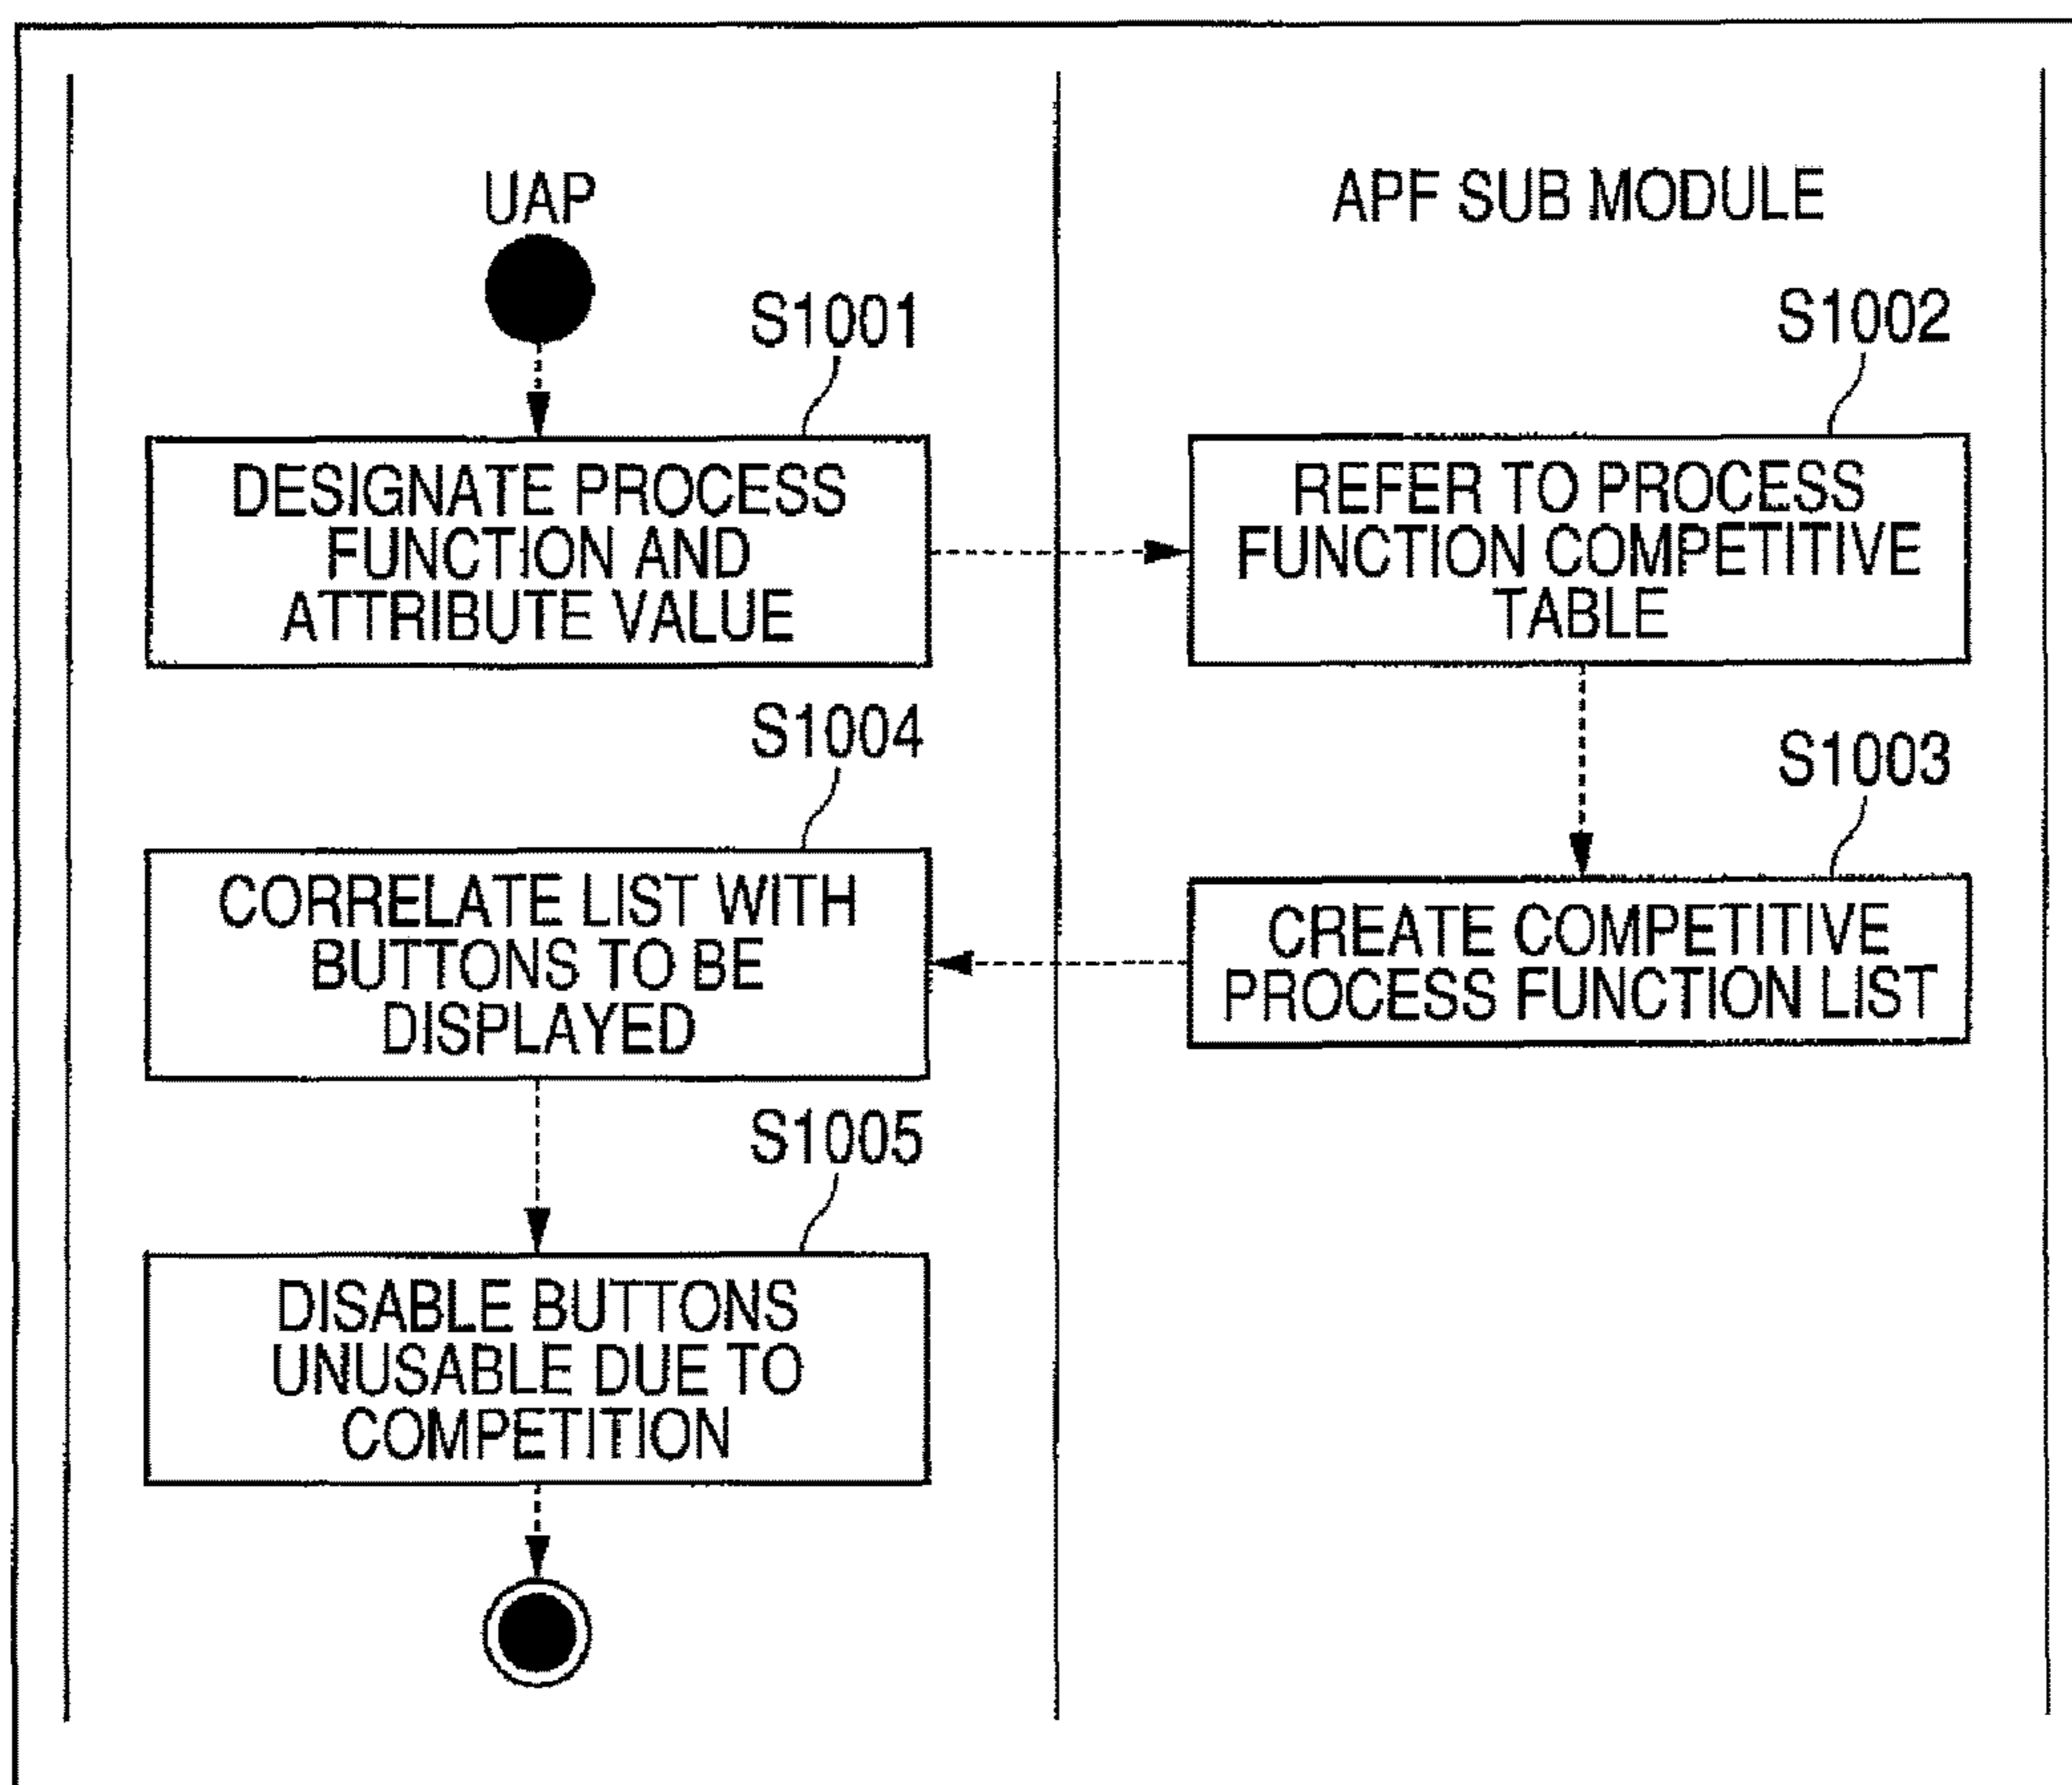 UAP
APF SUB MODULE
S1001
DESIGNATE PROCESS
FUNCTION AND
ATTRIBUTE VALUE
S1002
REFER TO PROCESS
FUNCTION COMPETITIVE
TABLE
S1003
CREATE COMPETITIVE
PROCESS FUNCTION LIST
S1004
CORRELATE LIST WITH
BUTTONS TO BE
DISPLAYED
S1005
DISABLE BUTTONS
UNUSABLE DUE TO
COMPETITION